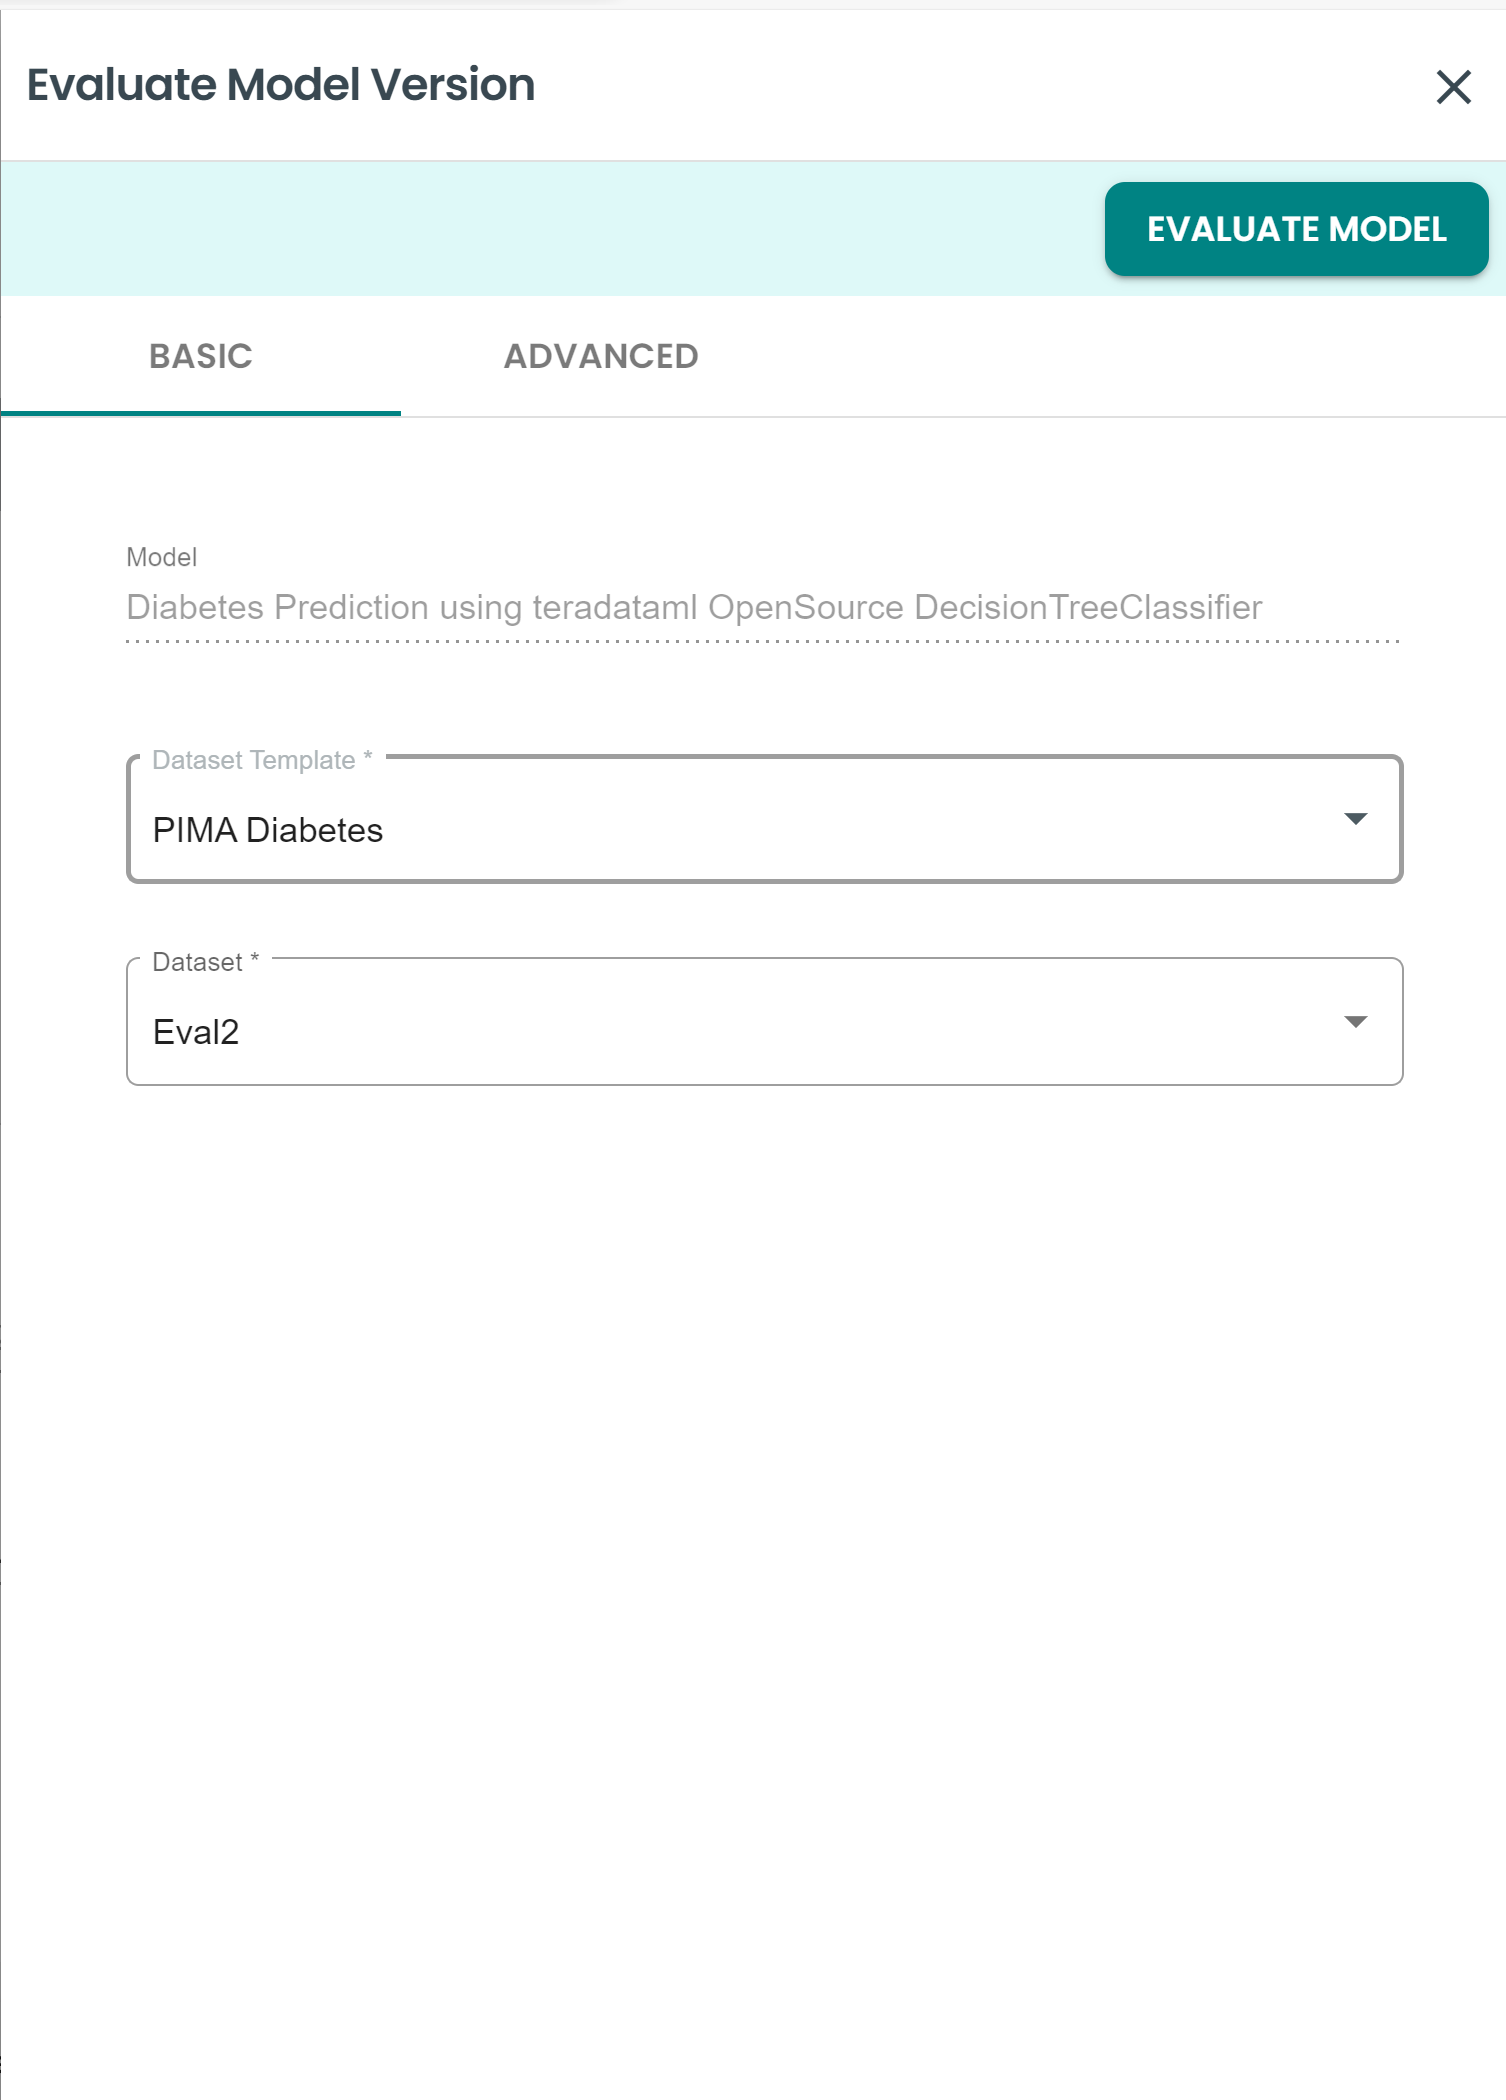 Evaluate Model Version
EVALUATE MODEL
BASIC ADVANCED
Model
Diabetes Prediction using teradataml OpenSource DecisionTreeClassifier
Dataset Template *
PIMA Diabetes
Dataset *
Eval2